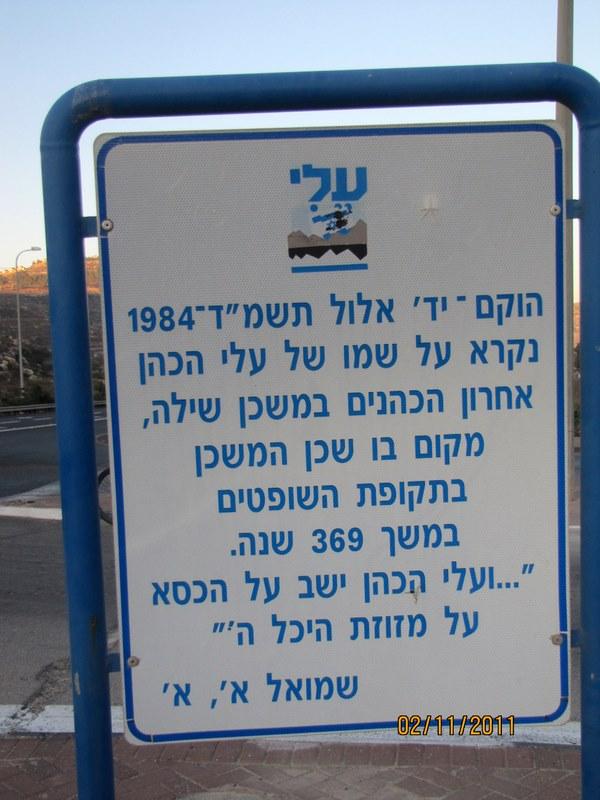 עלי
הוקם - יד' אלול תשמ"ד-1984
נקרא על שמו של עלי הכהן
אחרון הכהנים במשכן שילה,
מקום בו שכן המשכן
בתקופת השופטים
במשך 369 שנה.
"...ועלי הכהן ישב על הכסא
על מזוזת היכל ה'"
שמואל א', א'
02/11/2011